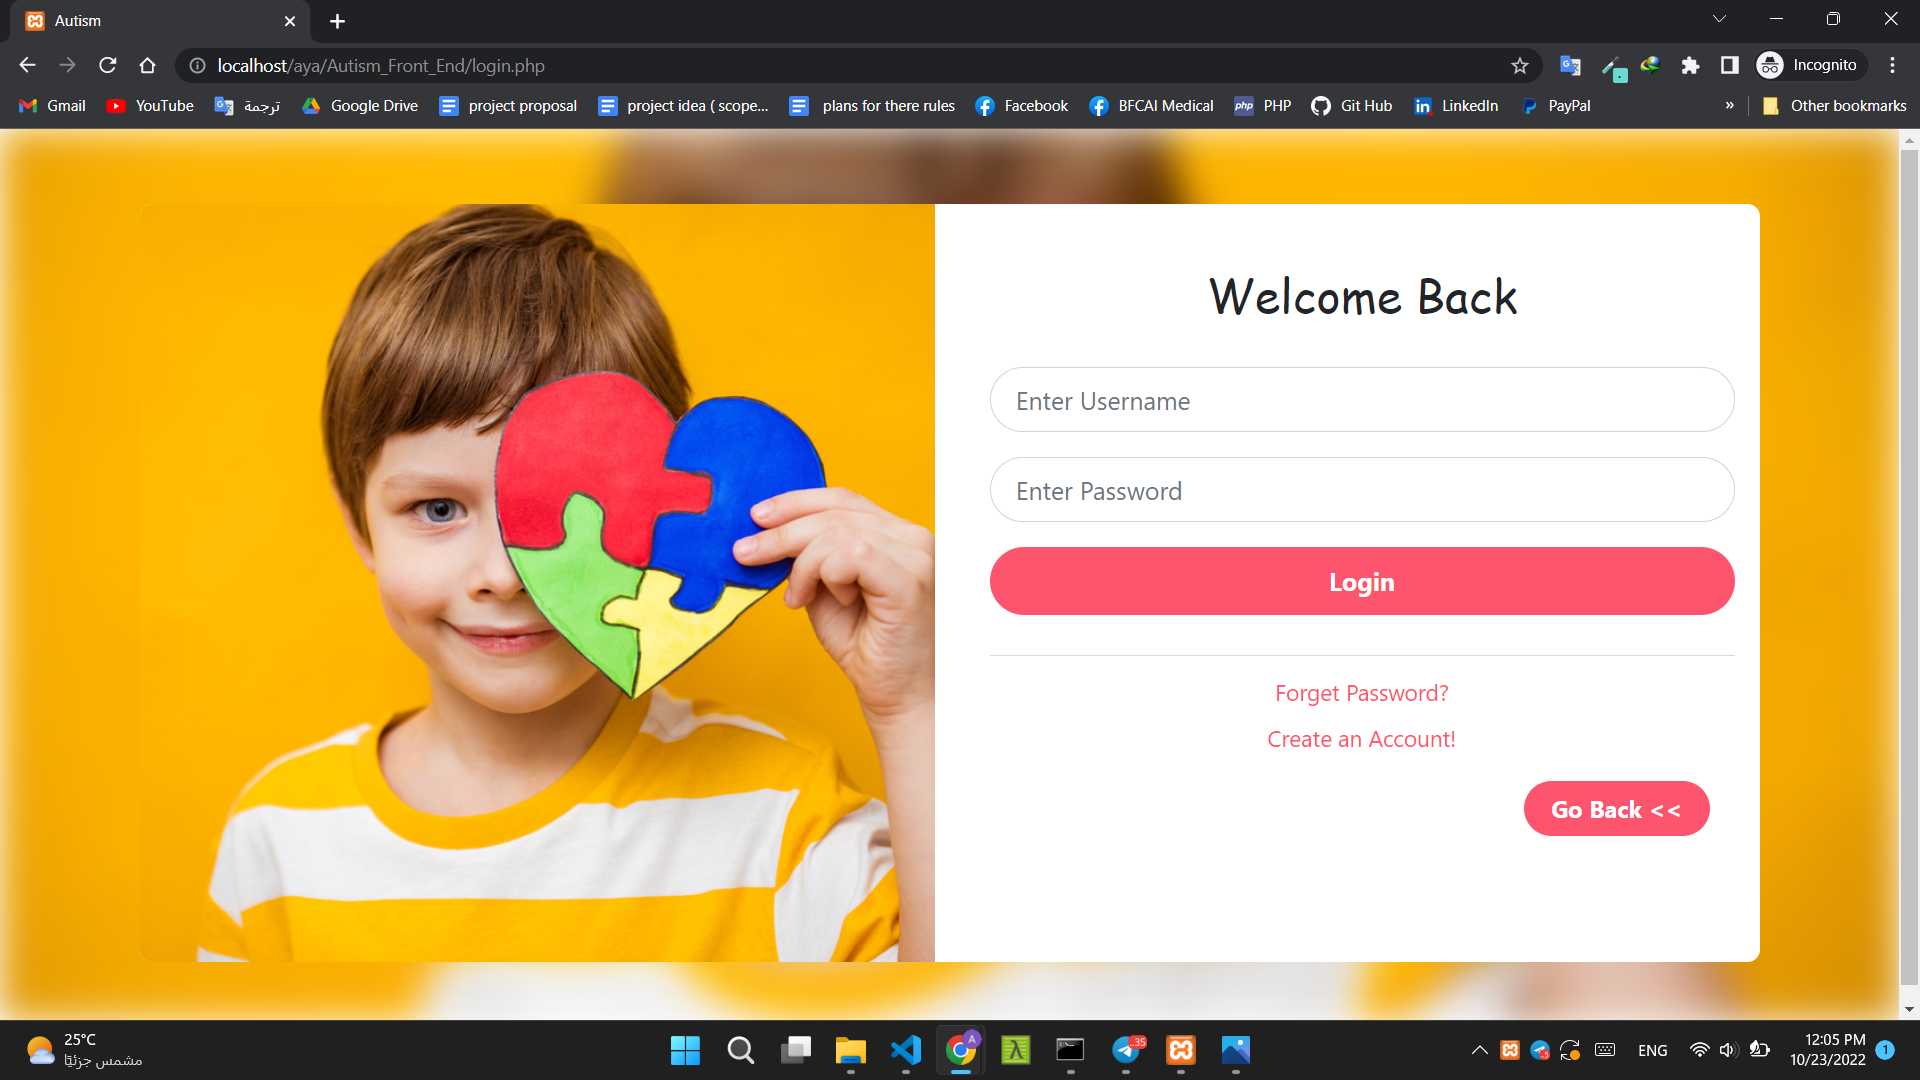 Autism
localhost/aya/Autism_Front_End/login.php
Incognito
Gmail YouTube ترجمة Google Drive project proposal project idea ( scope... plans for there rules Facebook BFCAI Medical php PHP Git Hub LinkedIn PayPal » Other bookmarks
Welcome Back
Enter Username
Enter Password
Login
Forget Password?
Create an Account!
Go Back <<
25°C
مشمس جزئيًا
A
35
ENG
12:05 PM
10/23/2022
1